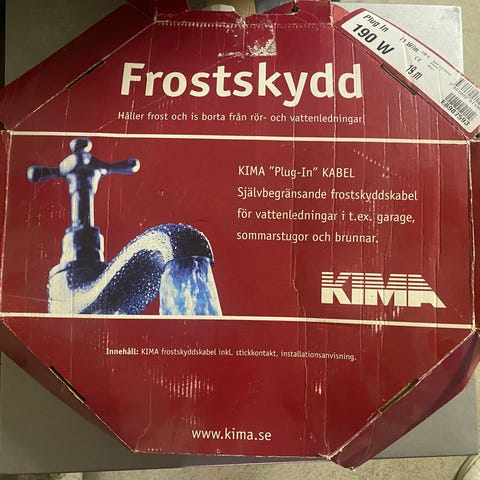 Plug In
190 W
Frostskydd
Håller frost och is borta från rör- och vattenledningar!
KIMA "Plug-In" KABEL
Självbegränsande frostskyddskabel
för vattenledningar i t.ex. garage,
sommarstugor och brunnar.
KIMA
Innehåll: KIMA frostskyddskabel inkl. stickkontakt, installationsanvisning.
www.kima.se